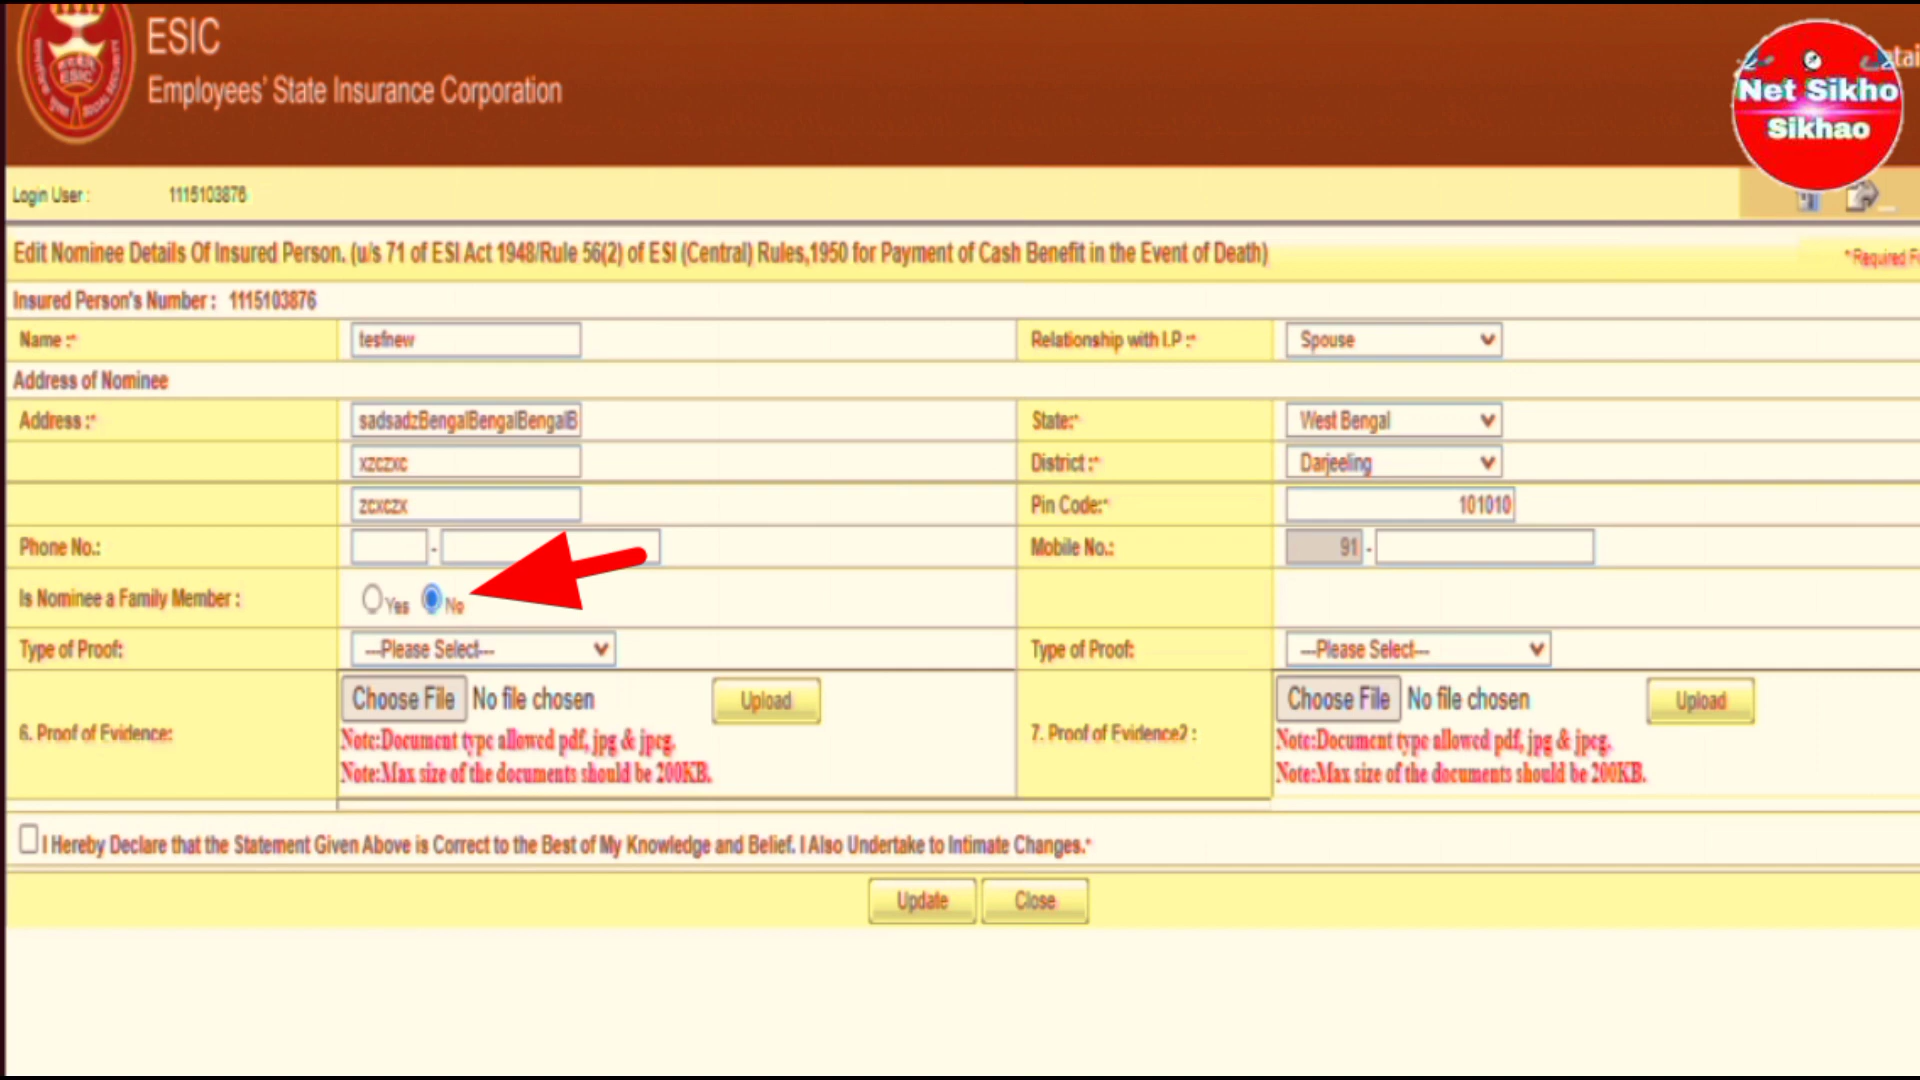 ESIC
Employees' State Insurance Corporation
Net Sikho
Sikhao
Login User : 1115103876
Edit Nominee Details Of Insured Person. (u/s 71 of ESI Act 1948/Rule 56(2) of ESI (Central) Rules,1950 for Payment of Cash Benefit in the Event of Death)
* Required
Insured Person's Number : 1115103876
Name :* tesfnew Relationship with I.P :* Spouse
Address of Nominee
Address :* sadsadzBengalBengalBengalB State:* West Bengal
xzczxc District :* Darjeeling
zcxczx Pin Code:* 101010
Phone No.: - Mobile No.: 91 -
Is Nominee a Family Member : Yes No
Type of Proof: ---Please Select--- Type of Proof: ---Please Select---
6. Proof of Evidence: Choose File No file chosen Upload 7. Proof of Evidence2 : Choose File No file chosen Upload
Note:Document type allowed pdf, jpg & jpeg. Note:Document type allowed pdf, jpg & jpeg.
Note:Max size of the documents should be 200KB. Note:Max size of the documents should be 200KB.
I Hereby Declare that the Statement Given Above is Correct to the Best of My Knowledge and Belief. I Also Undertake to Intimate Changes.*
Update Close